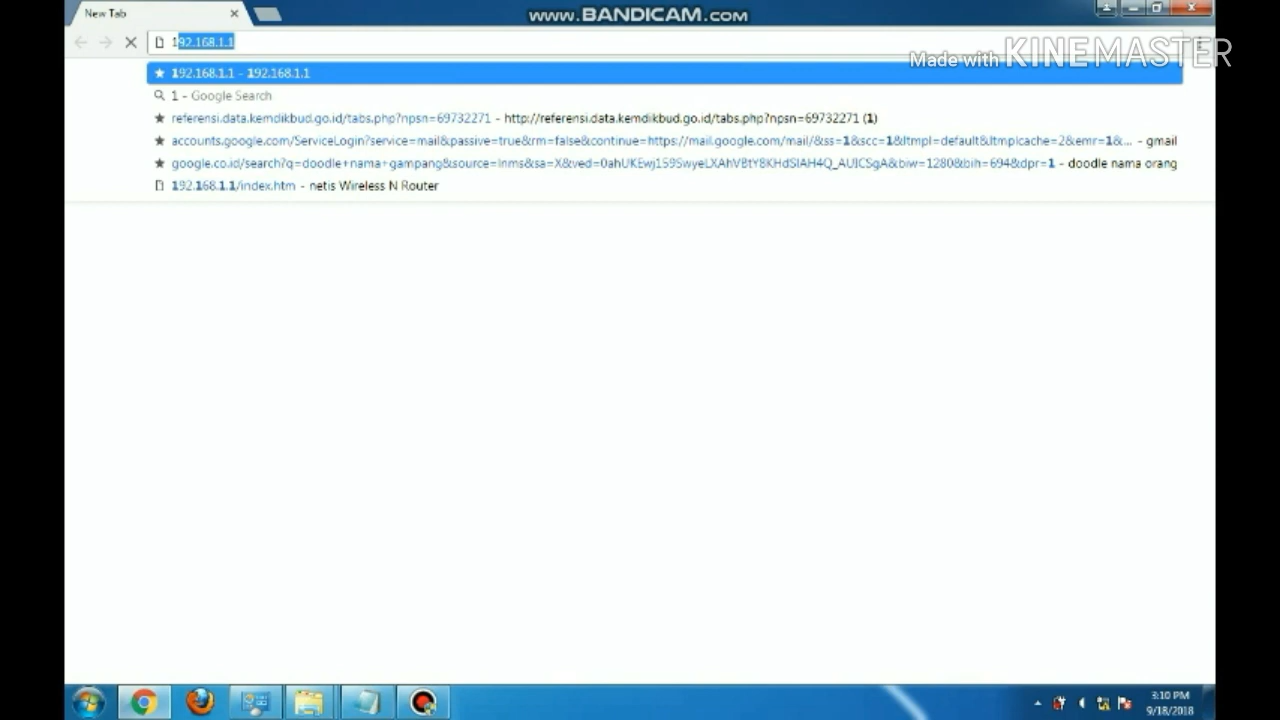 New Tab
www.BANDICAM.com
192.168.1.1
Made with KINEMASTER
192.168.1.1 - 192.168.1.1
1 - Google Search
referensi.data.kemdikbud.go.id/tabs.php?npsn=69732271 - http://referensi.data.kemdikbud.go.id/tabs.php?npsn=69732271 (1)
accounts.google.com/ServiceLogin?service=mail&passive=true&rm=false&continue=https://mail.google.com/mail/&ss=1&scc=1&ltmpl=default&ltmplcache=2&emr=1&... - gmail
google.co.id/search?q=doodle+nama+gampang&source=lnms&sa=X&ved=0ahUKEwj159SwyeLXAhVBtY8KHdSIAH4Q_AUICSgA&biw=1280&bih=694&dpr=1 - doodle nama orang
192.168.1.1/index.htm - netis Wireless N Router
3:10 PM
9/18/2018